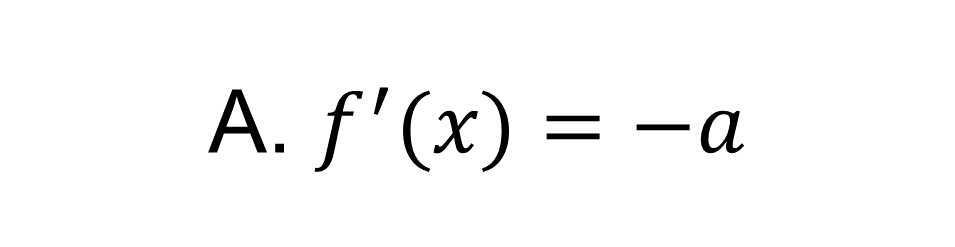 A. f′(x) = −a